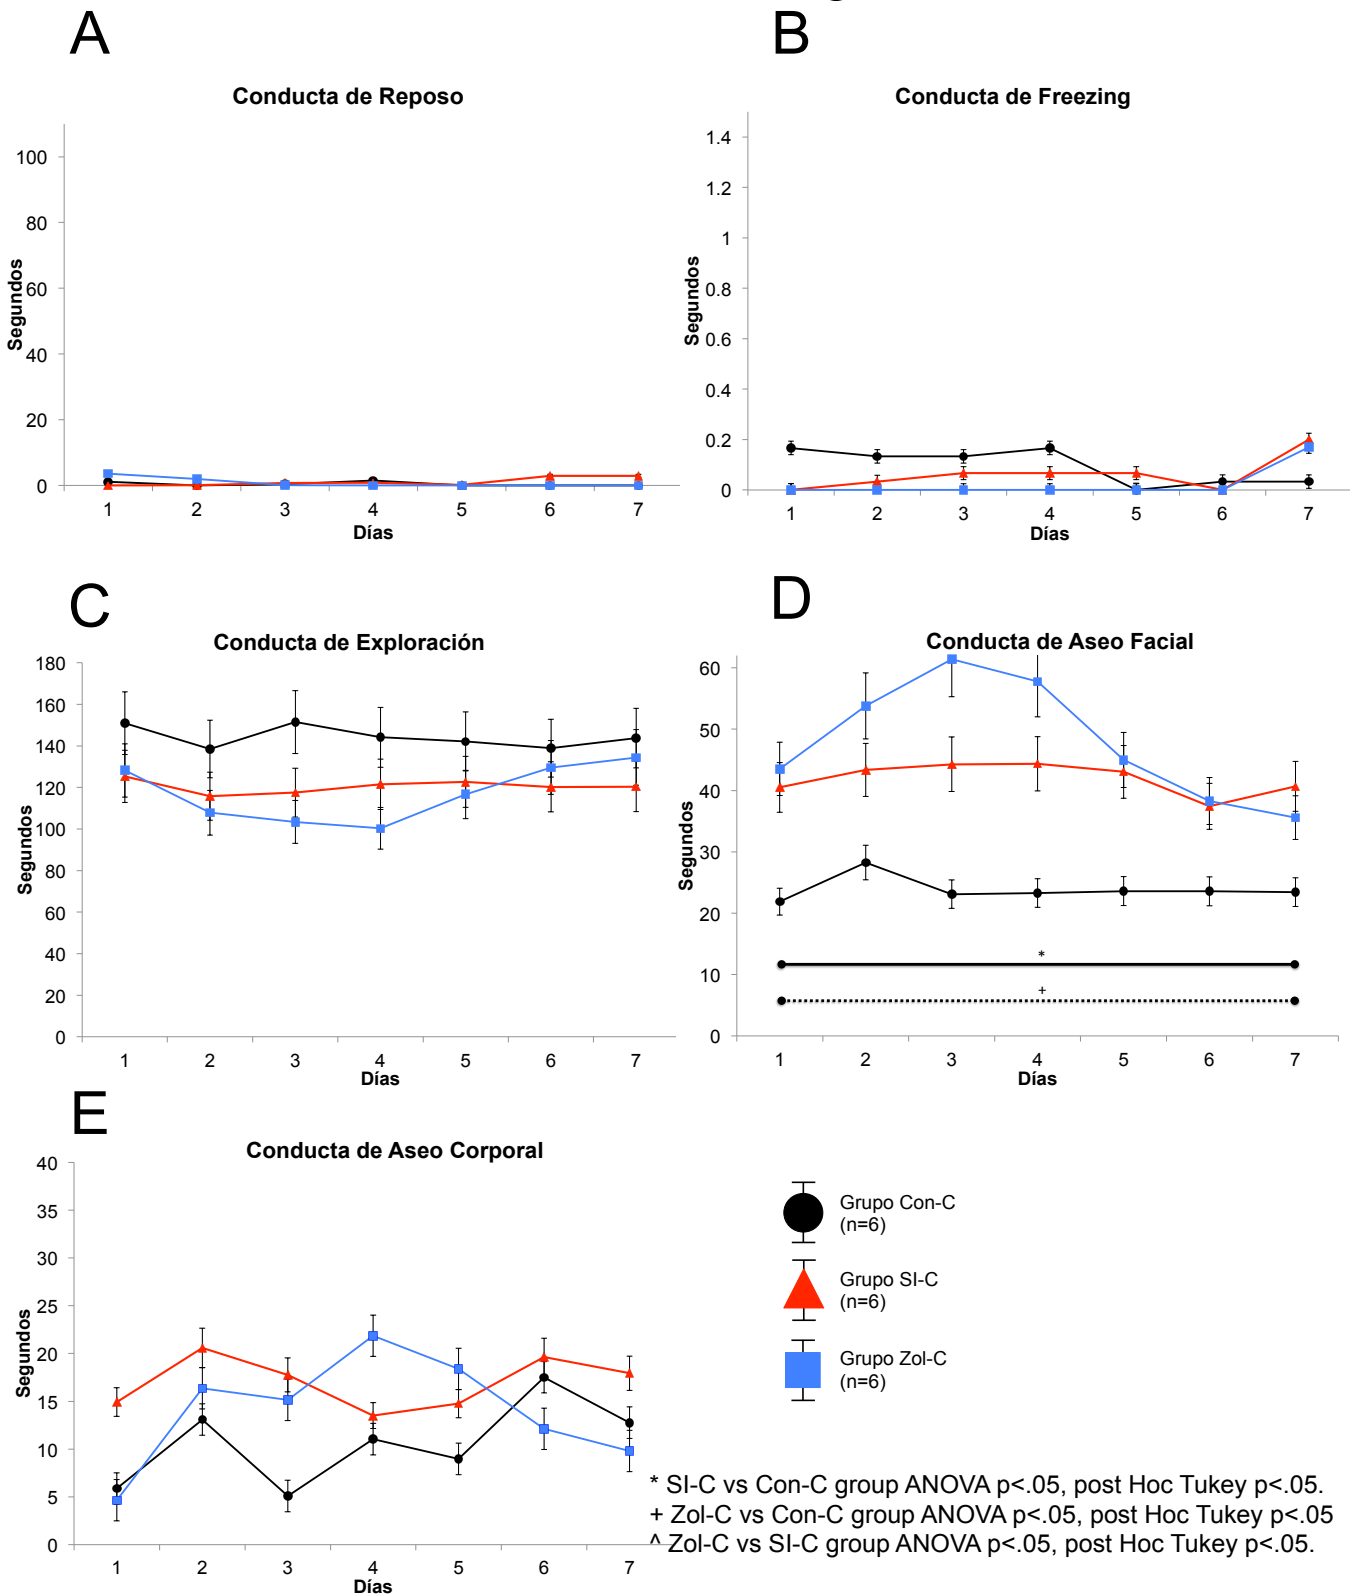 A
Conducta de Reposo
Segundos
100
80
60
40
20
0
1 2 3 4 5 6 7
Días
B
Conducta de Freezing
Segundos
1.4
1.2
1
0.8
0.6
0.4
0.2
0
1 2 3 4 5 6 7
Días
C
Conducta de Exploración
Segundos
180
160
140
120
100
80
60
40
20
0
1 2 3 4 5 6 7
Días
D
Conducta de Aseo Facial
Segundos
60
50
40
30
20
10
0
*
+
1 2 3 4 5 6 7
Días
E
Conducta de Aseo Corporal
Segundos
40
35
30
25
20
15
10
5
0
1 2 3 4 5 6 7
Días
Grupo Con-C
(n=6)
Grupo SI-C
(n=6)
Grupo Zol-C
(n=6)
* SI-C vs Con-C group ANOVA p<.05, post Hoc Tukey p<.05.
+ Zol-C vs Con-C group ANOVA p<.05, post Hoc Tukey p<.05
^ Zol-C vs SI-C group ANOVA p<.05, post Hoc Tukey p<.05.